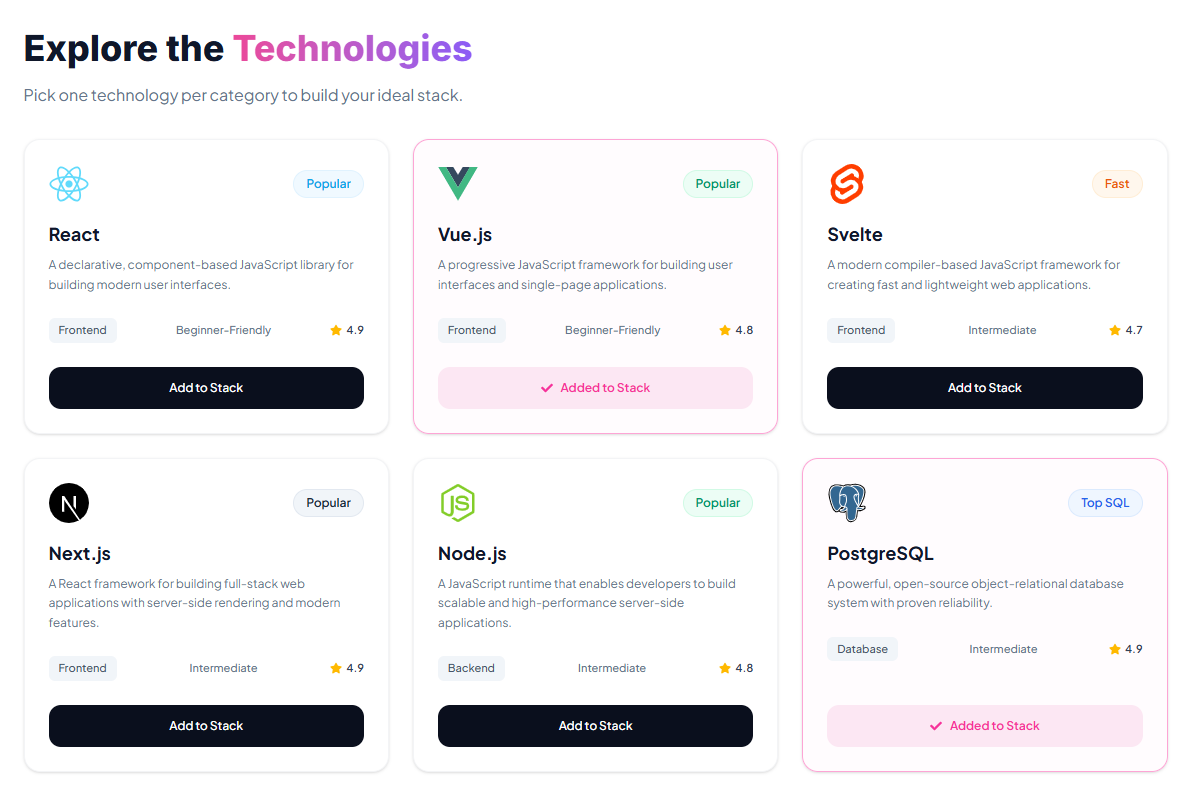 Explore the Technologies
Pick one technology per category to build your ideal stack.
Popular
React
A declarative, component-based JavaScript library for
building modern user interfaces.
Frontend Beginner-Friendly 4.9
Add to Stack
Popular
Vue.js
A progressive JavaScript framework for building user
interfaces and single-page applications.
Frontend Beginner-Friendly 4.8
Added to Stack
Fast
Svelte
A modern compiler-based JavaScript framework for
creating fast and lightweight web applications.
Frontend Intermediate 4.7
Add to Stack
N
Popular
Next.js
A React framework for building full-stack web
applications with server-side rendering and modern
features.
Frontend Intermediate 4.9
Add to Stack
JS
Popular
Node.js
A JavaScript runtime that enables developers to build
scalable and high-performance server-side
applications.
Backend Intermediate 4.8
Add to Stack
Top SQL
PostgreSQL
A powerful, open-source object-relational database
system with proven reliability.
Database Intermediate 4.9
Added to Stack